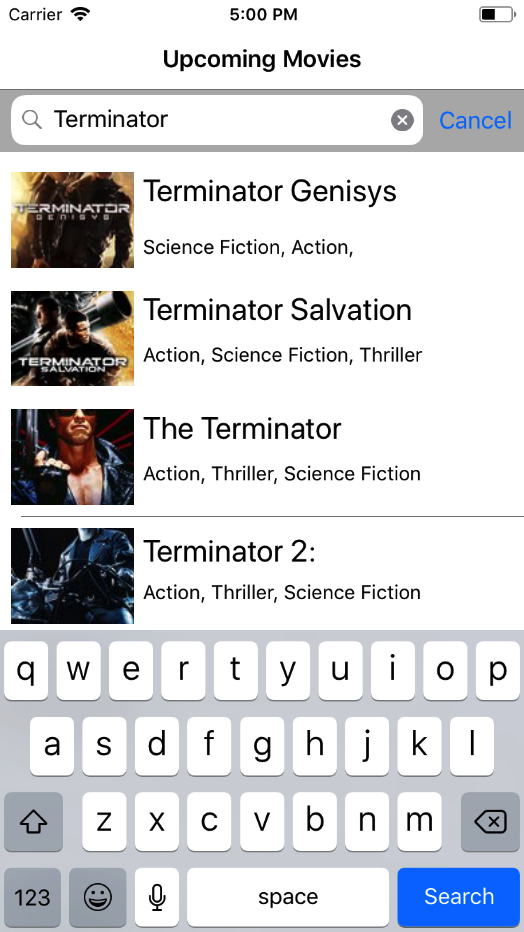 Carrier 5:00 PM
Upcoming Movies
Terminator Cancel
TERMINATOR
GENISYS
Terminator Genisys
Science Fiction, Action,
TERMINATOR
SALVATION
Terminator Salvation
Action, Science Fiction, Thriller
The Terminator
Action, Thriller, Science Fiction
Terminator 2:
Action, Thriller, Science Fiction
q w e r t y u i o p
a s d f g h j k l
z x c v b n m
123 space Search